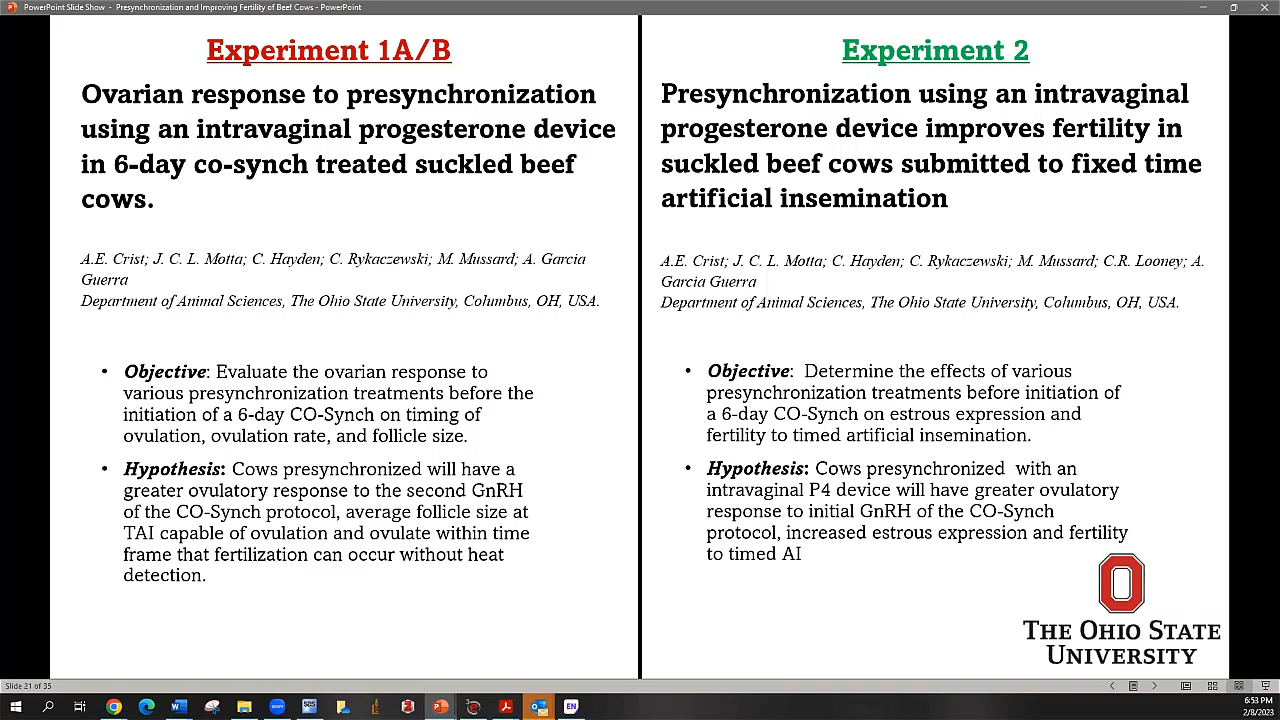 PowerPoint Slide Show - Presynchronization and Improving Fertility of Beef Cows - PowerPoint
Experiment 1A/B
Ovarian response to presynchronization
using an intravaginal progesterone device
in 6-day co-synch treated suckled beef
cows.
A.E. Crist; J. C. L. Motta; C. Hayden; C. Rykaczewski; M. Mussard; A. Garcia
Guerra
Department of Animal Sciences, The Ohio State University, Columbus, OH, USA.
• Objective: Evaluate the ovarian response to
various presynchronization treatments before the
initiation of a 6-day CO-Synch on timing of
ovulation, ovulation rate, and follicle size.
• Hypothesis: Cows presynchronized will have a
greater ovulatory response to the second GnRH
of the CO-Synch protocol, average follicle size at
TAI capable of ovulation and ovulate within time
frame that fertilization can occur without heat
detection.
Experiment 2
Presynchronization using an intravaginal
progesterone device improves fertility in
suckled beef cows submitted to fixed time
artificial insemination
A.E. Crist; J. C. L. Motta; C. Hayden; C. Rykaczewski; M. Mussard; C.R. Looney; A.
Garcia Guerra
Department of Animal Sciences, The Ohio State University, Columbus, OH, USA.
• Objective: Determine the effects of various
presynchronization treatments before initiation of
a 6-day CO-Synch on estrous expression and
fertility to timed artificial insemination.
• Hypothesis: Cows presynchronized with an
intravaginal P4 device will have greater ovulatory
response to initial GnRH of the CO-Synch
protocol, increased estrous expression and fertility
to timed AI
THE OHIO STATE
UNIVERSITY
Slide 21 of 35
zoom
EN
6:53 PM
2/8/2023